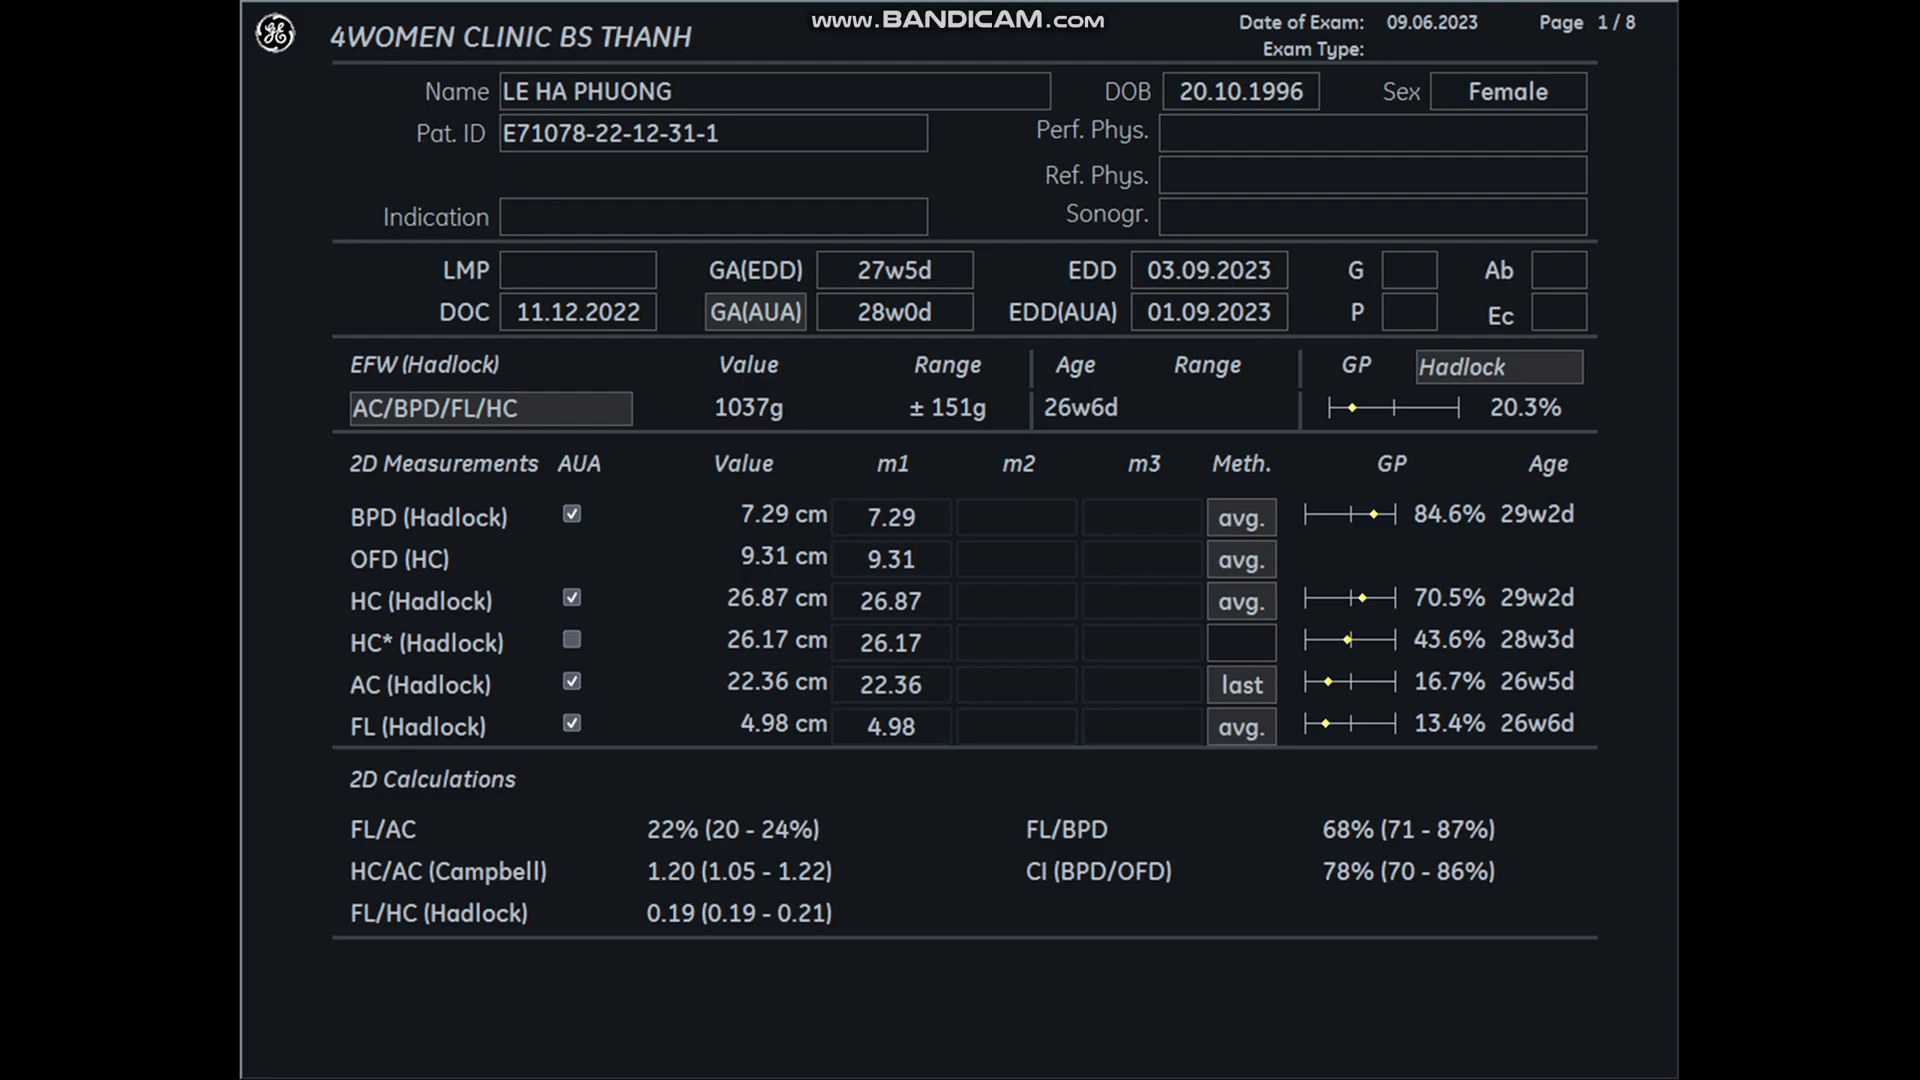 www.BANDICAM.com
4WOMEN CLINIC BS THANH
Date of Exam: 09.06.2023 Page 1 / 8
Exam Type:
Name LE HA PHUONG DOB 20.10.1996 Sex Female
Pat. ID E71078-22-12-31-1 Perf. Phys.
Ref. Phys.
Indication Sonogr.
LMP GA(EDD) 27w5d EDD 03.09.2023 G Ab
DOC 11.12.2022 GA(AUA) 28w0d EDD(AUA) 01.09.2023 P Ec
EFW (Hadlock) Value Range Age Range GP Hadlock
AC/BPD/FL/HC 1037g ± 151g 26w6d 20.3%
2D Measurements AUA Value m1 m2 m3 Meth. GP Age
BPD (Hadlock) 7.29 cm 7.29 avg. 84.6% 29w2d
OFD (HC) 9.31 cm 9.31 avg.
HC (Hadlock) 26.87 cm 26.87 avg. 70.5% 29w2d
HC* (Hadlock) 26.17 cm 26.17 43.6% 28w3d
AC (Hadlock) 22.36 cm 22.36 last 16.7% 26w5d
FL (Hadlock) 4.98 cm 4.98 avg. 13.4% 26w6d
2D Calculations
FL/AC 22% (20 - 24%) FL/BPD 68% (71 - 87%)
HC/AC (Campbell) 1.20 (1.05 - 1.22) CI (BPD/OFD) 78% (70 - 86%)
FL/HC (Hadlock) 0.19 (0.19 - 0.21)